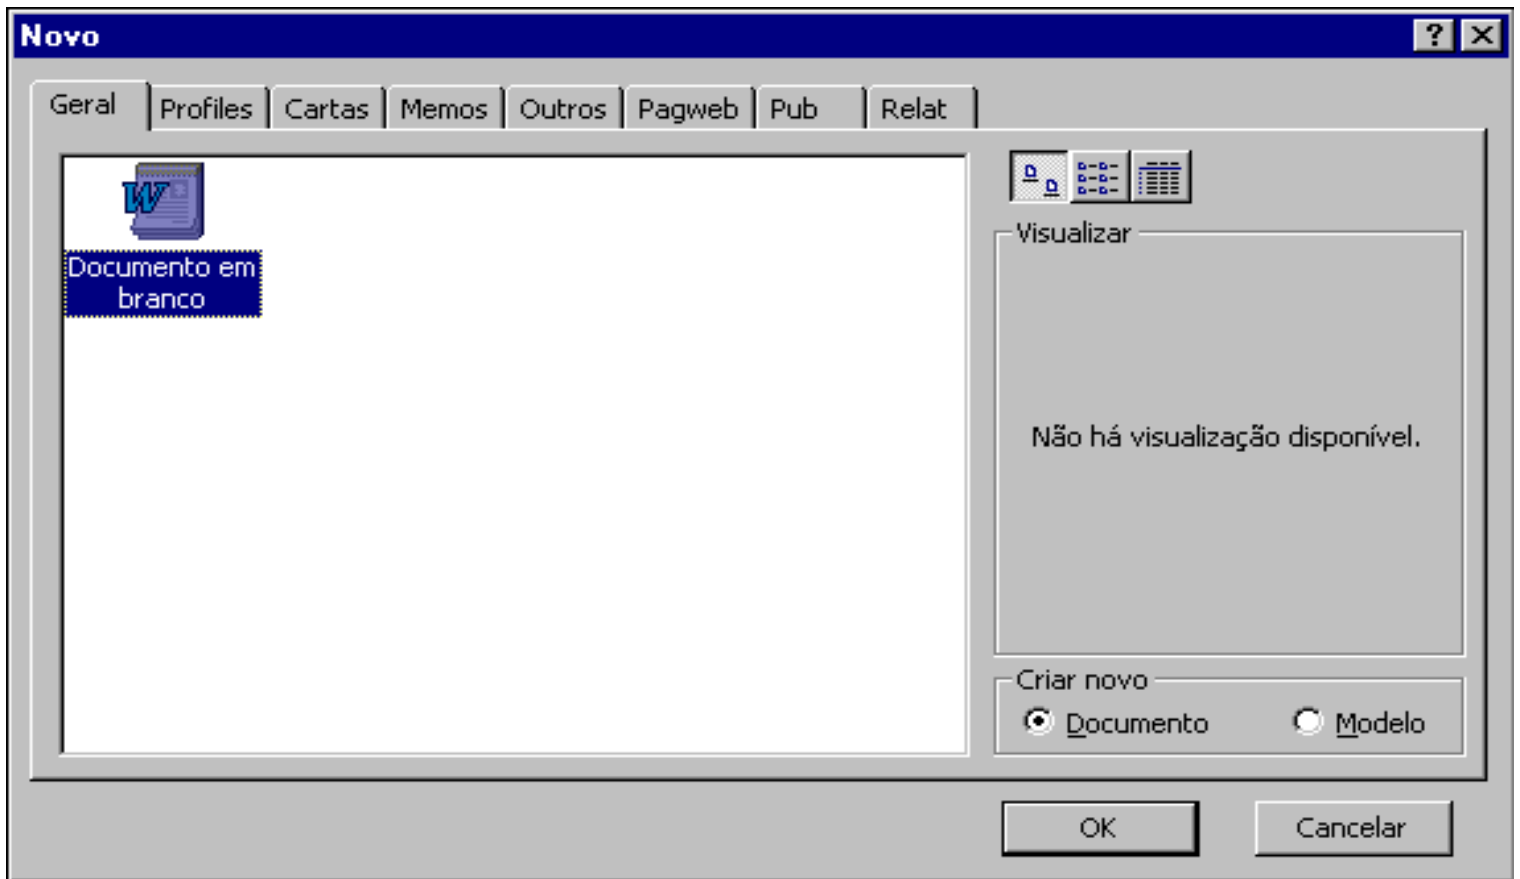 Novo
Geral Profiles Cartas Memos Outros Pagweb Pub Relat
W
Documento em
branco
Visualizar
Não há visualização disponível.
Criar novo
Documento Modelo
OK Cancelar